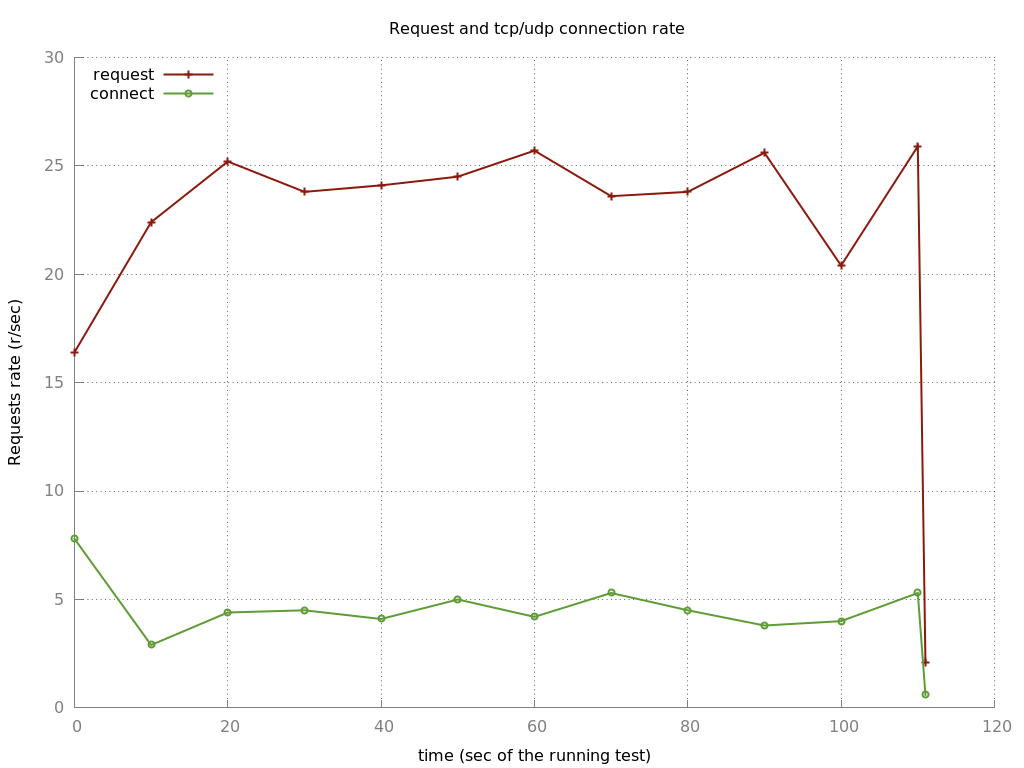 Request and tcp/udp connection rate
30
request
connect
25
20
15
10
5
0
Requests rate (r/sec)
0 20 40 60 80 100 120
time (sec of the running test)